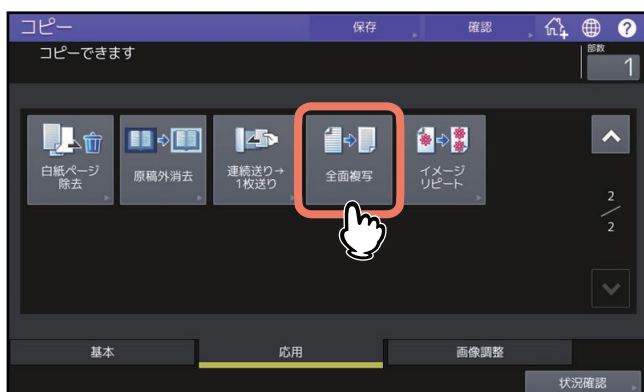 コピー
保存
確認
?
コピーできます
部数
1
白紙ページ
除去
原稿外消去
連続送り→
1枚送り
全面複写
イメージ
リピート
2
2
基本
応用
画像調整
状況確認